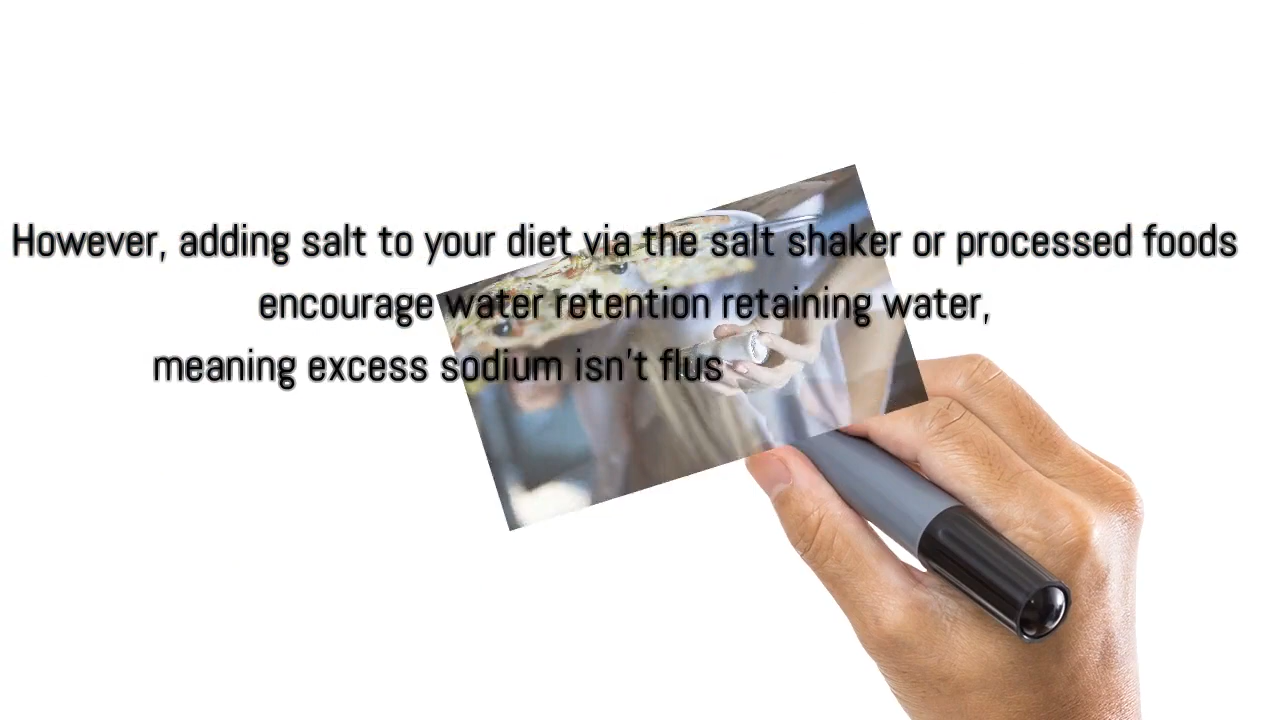 However, adding salt to your diet via the salt shaker or processed foods
encourage water retention retaining water,
meaning excess sodium isn't flus